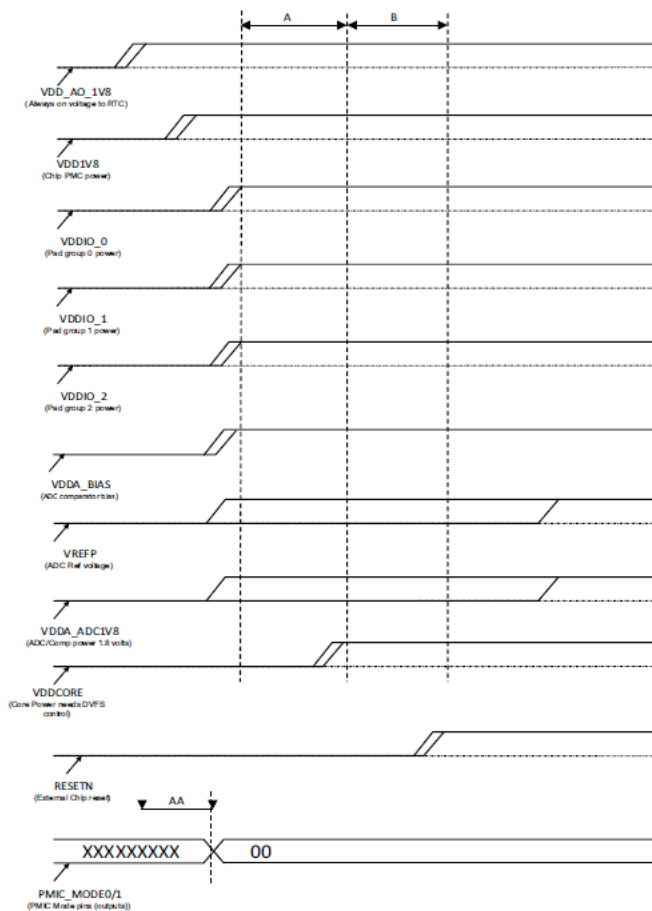 A
B
VDD_AO_1V8
(Always on voltage to RTC)
VDD1V8
(Chip PMC power)
VDDIO_0
(Pad group 0 power)
VDDIO_1
(Pad group 1 power)
VDDIO_2
(Pad group 2 power)
VDDA_BIAS
(ADC comparator bias)
VREFP
(ADC Ref voltage)
VDDA_ADC1V8
(ADC/Comp power 1.8 volts)
VDDCORE
(Core Power needs DVFS
control)
RESETN
(External Chip reset)
AA
XXXXXXXXX
00
PMIC_MODE0/1
(PMIC Mode pins (outputs))